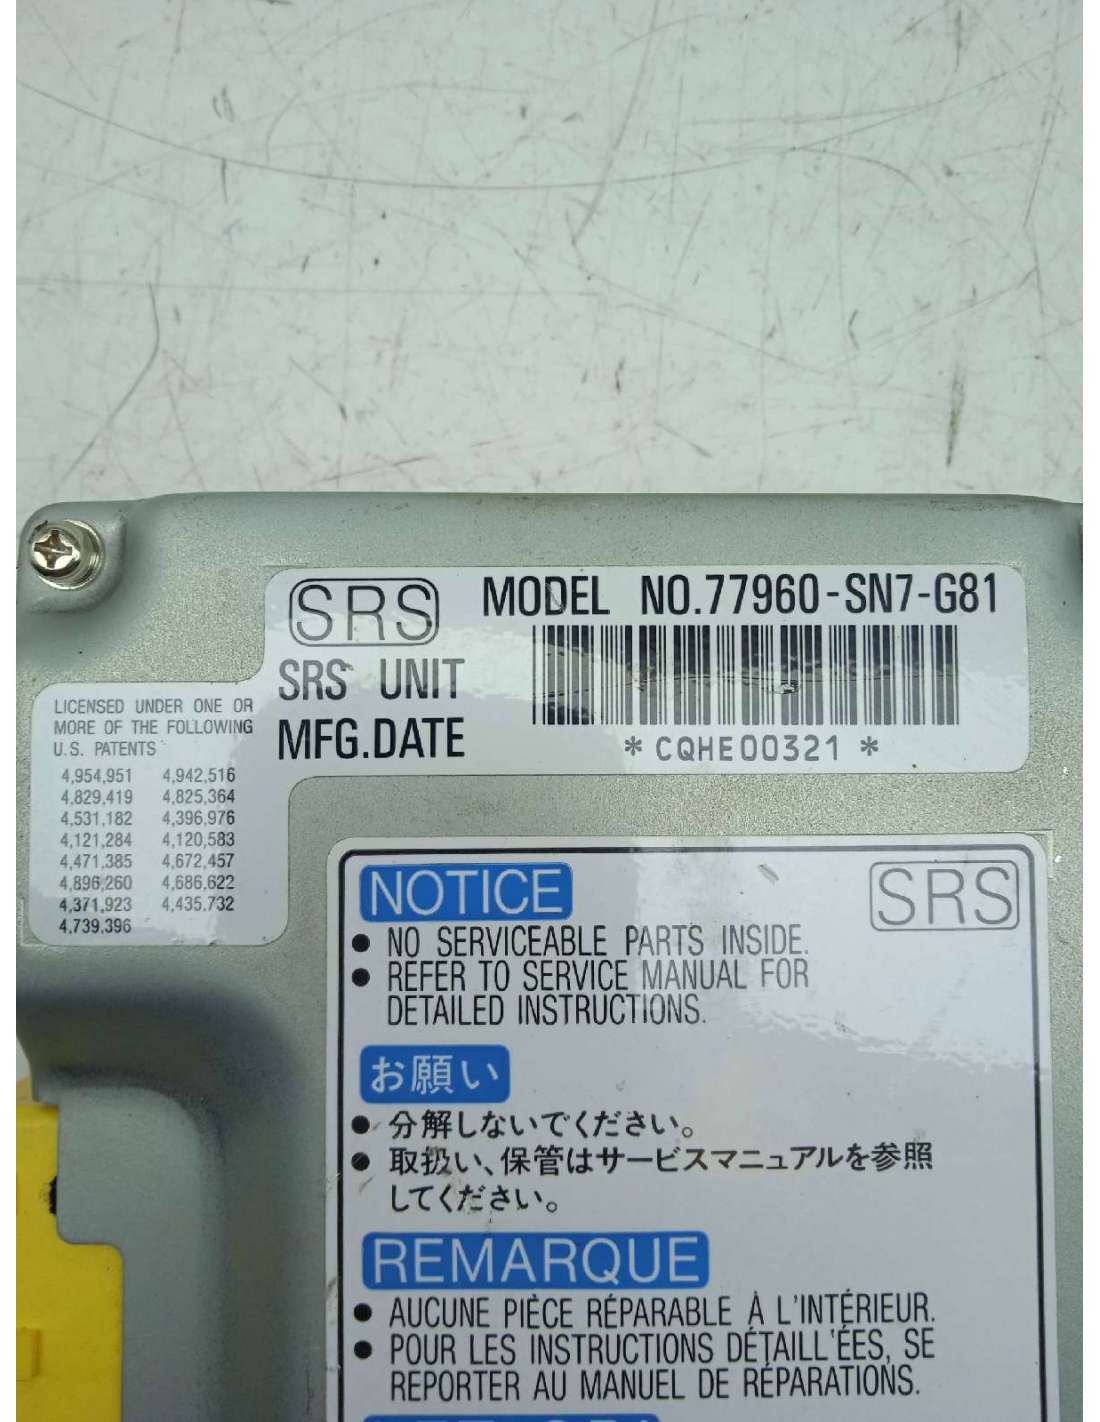 SRS
MODEL NO.77960-SN7-G81
SRS UNIT
MFG.DATE
*CQHE00321*
LICENSED UNDER ONE OR
MORE OF THE FOLLOWING
U.S. PATENTS
4,954,951 4,942,516
4,829,419 4,825,364
4,531,182 4,396,976
4,121,284 4,120,583
4,471,385 4,672,457
4,896,260 4,686,622
4,371,923 4,435,732
4,739,396
NOTICE
SRS
● NO SERVICEABLE PARTS INSIDE.
● REFER TO SERVICE MANUAL FOR
DETAILED INSTRUCTIONS.
お願い
● 分解しないでください。
● 取扱い、保管はサービスマニュアルを参照
してください。
REMARQUE
● AUCUNE PIÈCE RÉPARABLE À L'INTÉRIEUR.
● POUR LES INSTRUCTIONS DÉTAILL'ÉES, SE
REPORTER AU MANUEL DE RÉPARATIONS.